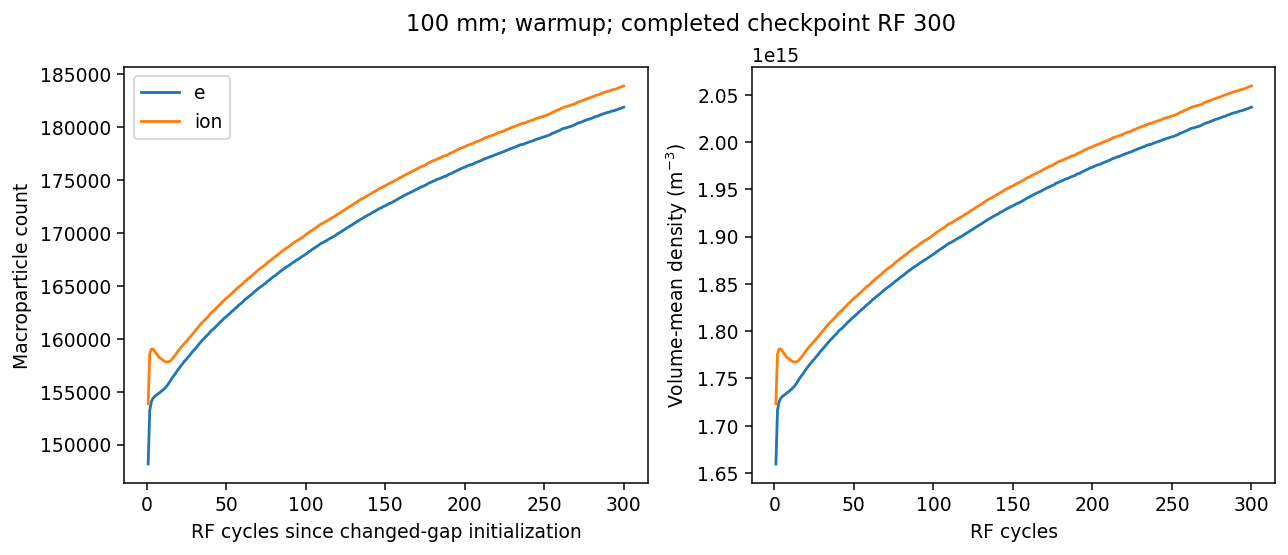 100 mm; warmup; completed checkpoint RF 300
Macroparticle count
185000
180000
175000
170000
165000
160000
155000
150000
e
ion
0 50 100 150 200 250 300
RF cycles since changed-gap initialization
1e15
Volume-mean density (m⁻³)
2.05
2.00
1.95
1.90
1.85
1.80
1.75
1.70
1.65
0 50 100 150 200 250 300
RF cycles